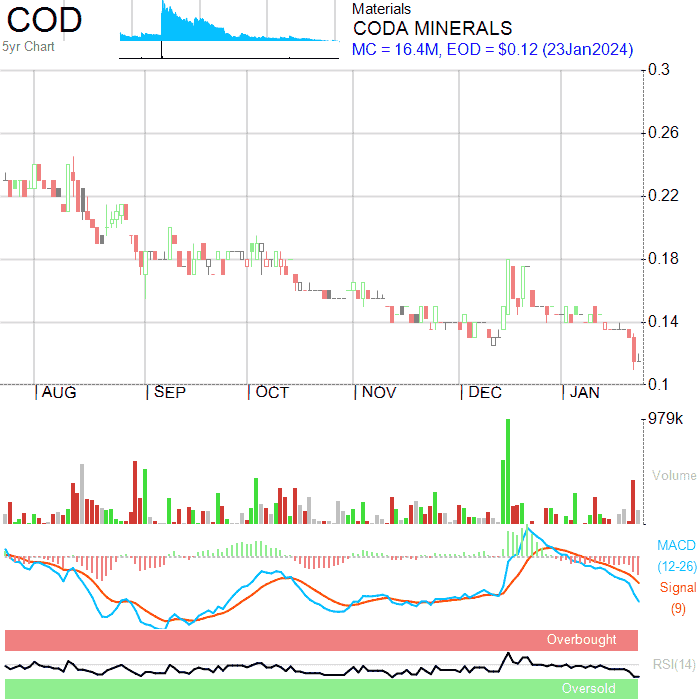 COD
5yr Chart
Materials
CODA MINERALS
MC = 16.4M, EOD = $0.12 (23Jan2024)
0.3
0.26
0.22
0.18
0.14
0.1
AUG SEP OCT NOV DEC JAN
979k
Volume
MACD
(12-26)
Signal
(9)
Overbought
RSI(14)
Oversold